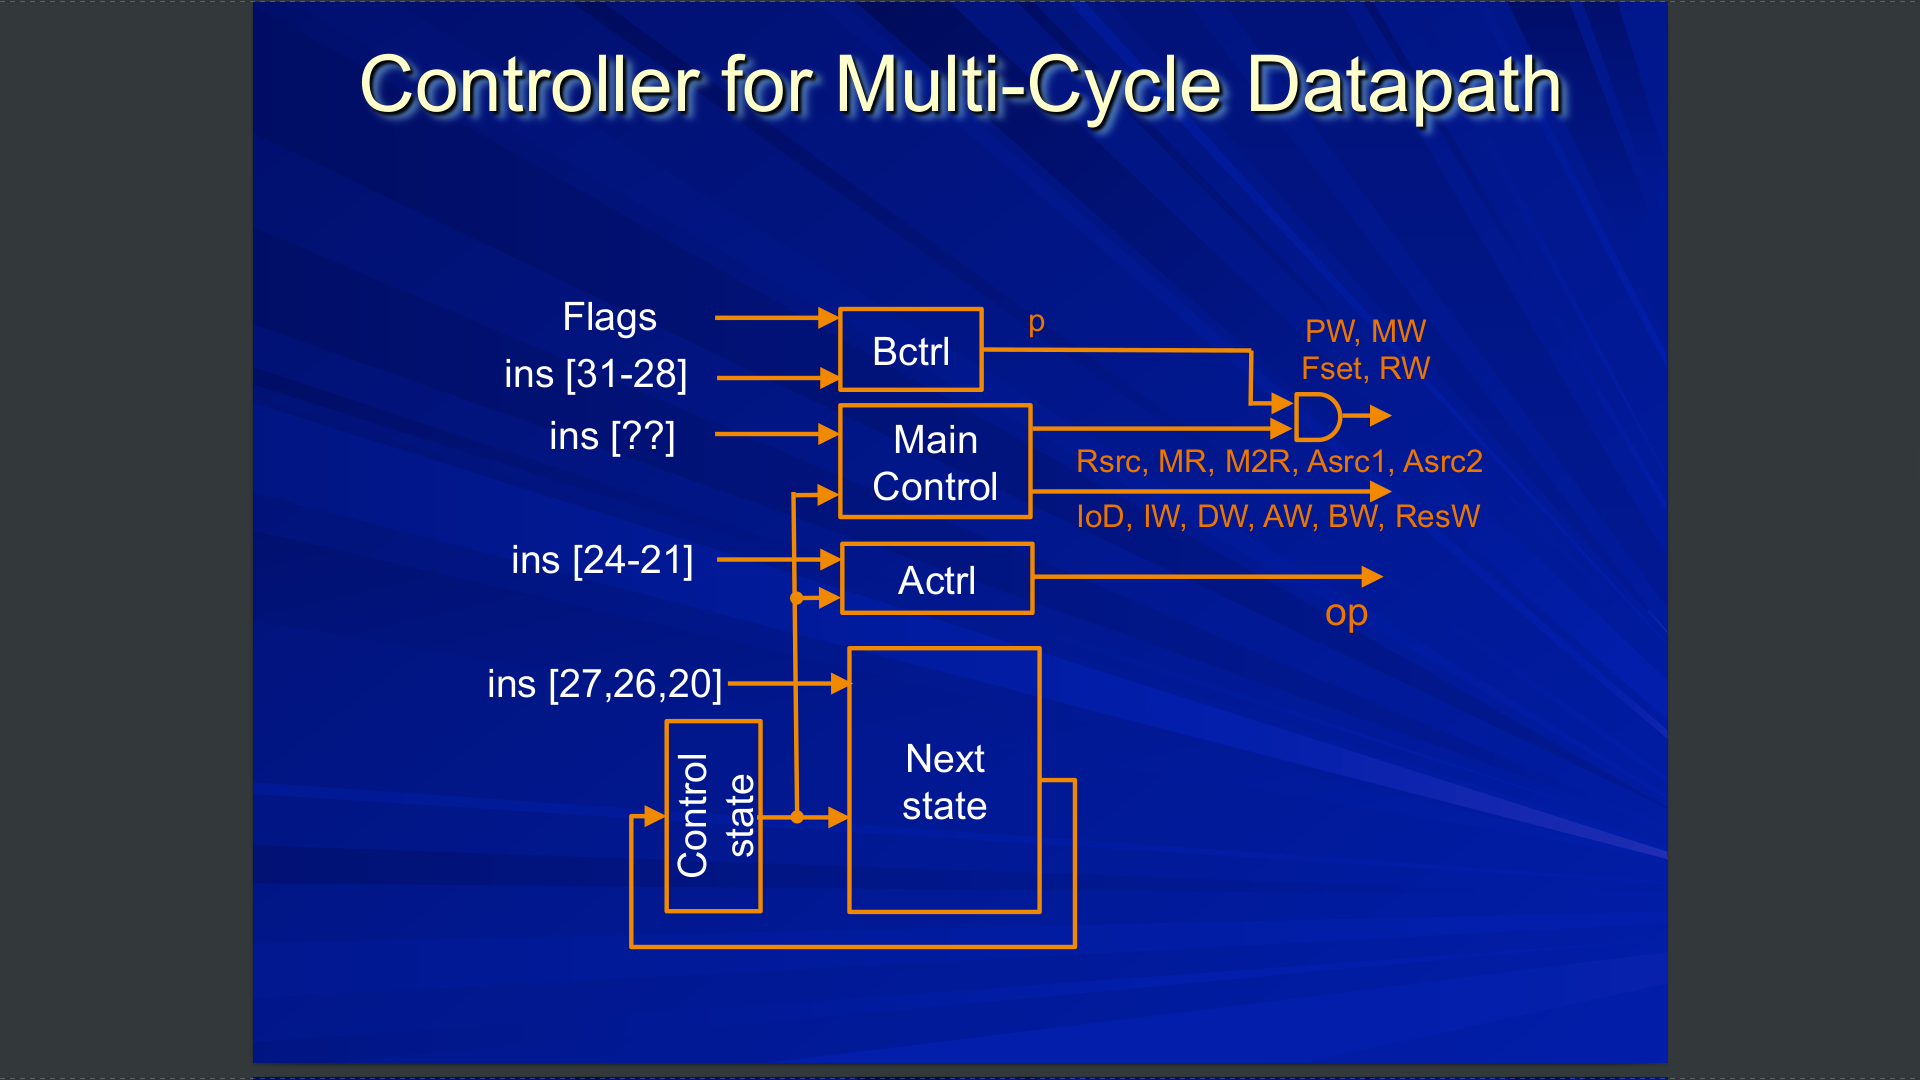 Controller for Multi-Cycle Datapath
Flags
ins [31-28]
Bctrl
p
PW, MW
Fset, RW
ins [??]
Main
Control
Rsrc, MR, M2R, Asrc1, Asrc2
IoD, IW, DW, AW, BW, ResW
ins [24-21]
Actrl
op
ins [27,26,20]
Control
state
Next
state